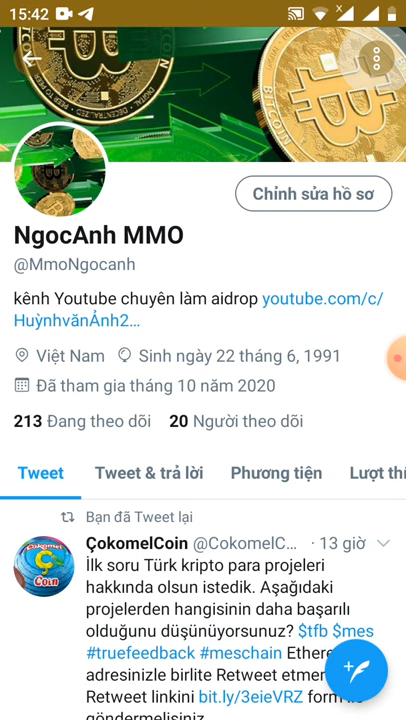 15:42
BITCOIN
Chỉnh sửa hồ sơ
NgocAnh MMO
@MmoNgocanh
kênh Youtube chuyên làm aidrop youtube.com/c/
HuỳnhvănẢnh2…
Việt Nam Sinh ngày 22 tháng 6, 1991
Đã tham gia tháng 10 năm 2020
213 Đang theo dõi 20 Người theo dõi
Tweet Tweet & trả lời Phương tiện Lượt thí
Bạn đã Tweet lại
ÇokomelCoin @CokomelC… · 13 giờ
Çokomel
COIN
İlk soru Türk kripto para projeleri
hakkında olsun istedik. Aşağıdaki
projelerden hangisinin daha başarılı
olduğunu düşünüyorsunuz? $tfb $mes
#truefeedback #meschain
adresinizle birlite Retweet
Retweet linkini bit.ly/3eieVRZ form
göndermelisiniz